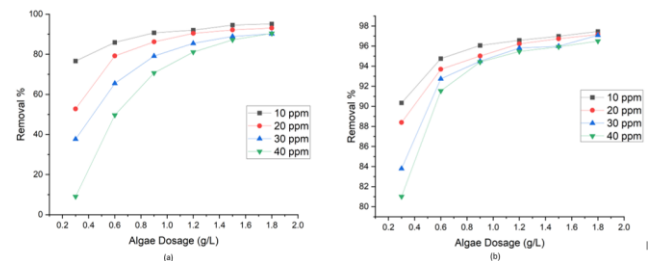 100
80
60
40
20
0
Removal %
10 ppm
20 ppm
30 ppm
40 ppm
0.2 0.4 0.6 0.8 1.0 1.2 1.4 1.6 1.8 2.0
Algae Dosage (g/L)
(a)
98
96
94
92
90
88
86
84
82
80
Removal %
10 ppm
20 ppm
30 ppm
40 ppm
0.2 0.4 0.6 0.8 1.0 1.2 1.4 1.6 1.8 2.0
Algae Dosage (g/L)
(b)